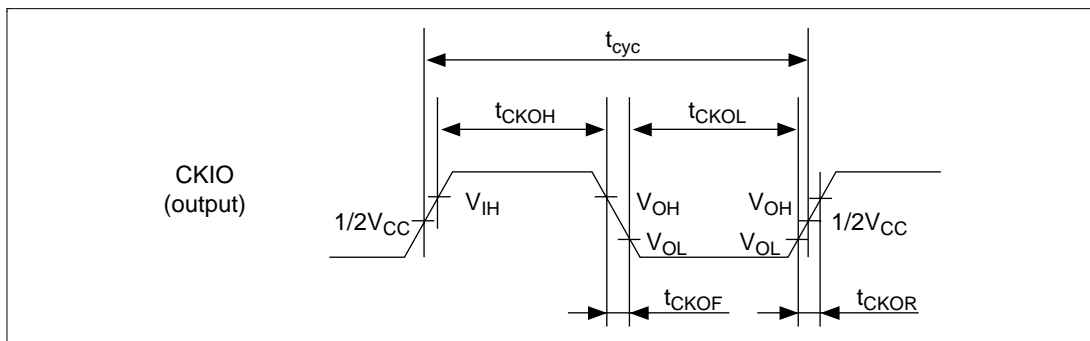 tcyc
tCKOH
tCKOL
CKIO
(output)
VIH
VOH
VOH
1/2VCC
1/2VCC
VOL
VOL
tCKOF
tCKOR